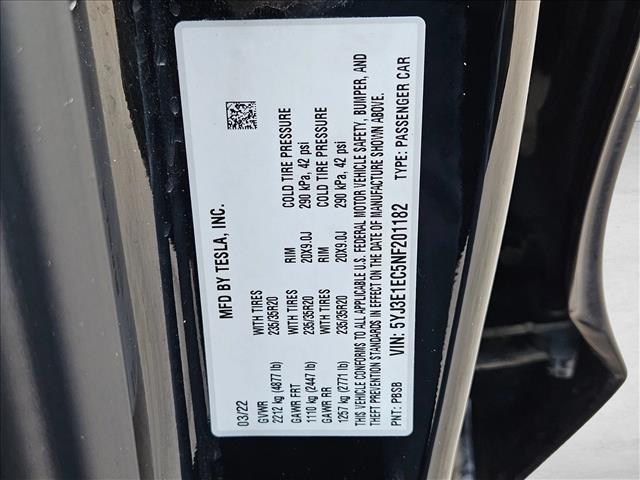 MFD BY TESLA, INC.
03/22
GVWR WITH TIRES RIM COLD TIRE PRESSURE
2212 kg (4877 lb) 235/35R20 20X9.0J 290 kPa, 42 psi
GAWR FRT WITH TIRES RIM COLD TIRE PRESSURE
1110 kg (2447 lb) 235/35R20 20X9.0J 290 kPa, 42 psi
GAWR RR
1257 kg (2771 lb)
THIS VEHICLE CONFORMS TO ALL APPLICABLE U.S. FEDERAL MOTOR VEHICLE SAFETY, BUMPER, AND
THEFT PREVENTION STANDARDS IN EFFECT ON THE DATE OF MANUFACTURE SHOWN ABOVE.
PNT: PBSB VIN: 5YJ3E1EC5NF201182 TYPE: PASSENGER CAR